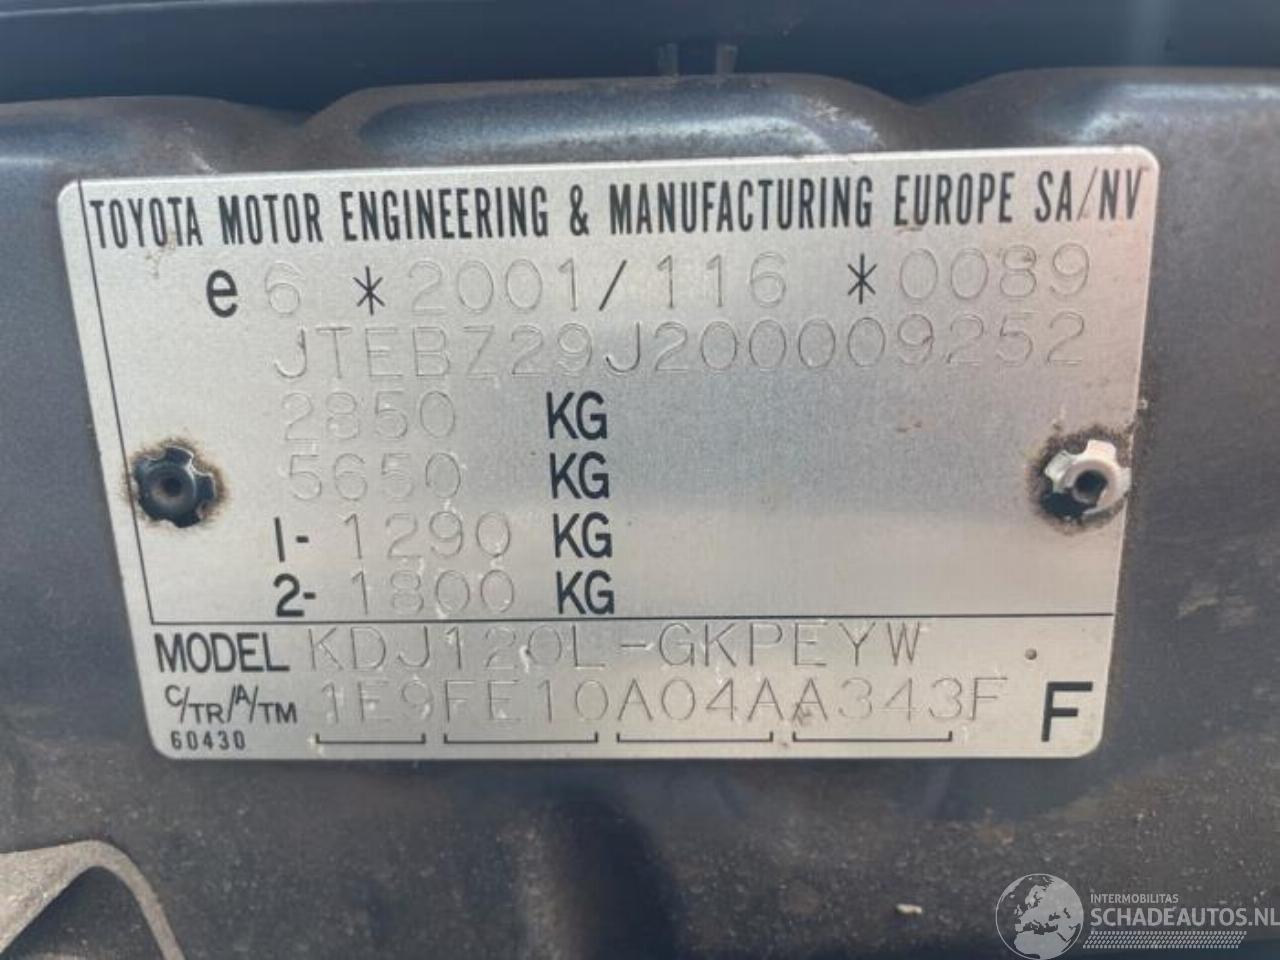 TOYOTA MOTOR ENGINEERING & MANUFACTURING EUROPE SA/NV
e6 *2001/116 *0089
JTEBZ29J200009252
2850 KG
5650 KG
1- 1290 KG
2- 1800 KG
MODEL KDJ120L-GKPEYW
C/TR/A/TM 1E9FE10A04AA343F F
60430
INTERMOBILITAS
SCHADEAUTOS.NL